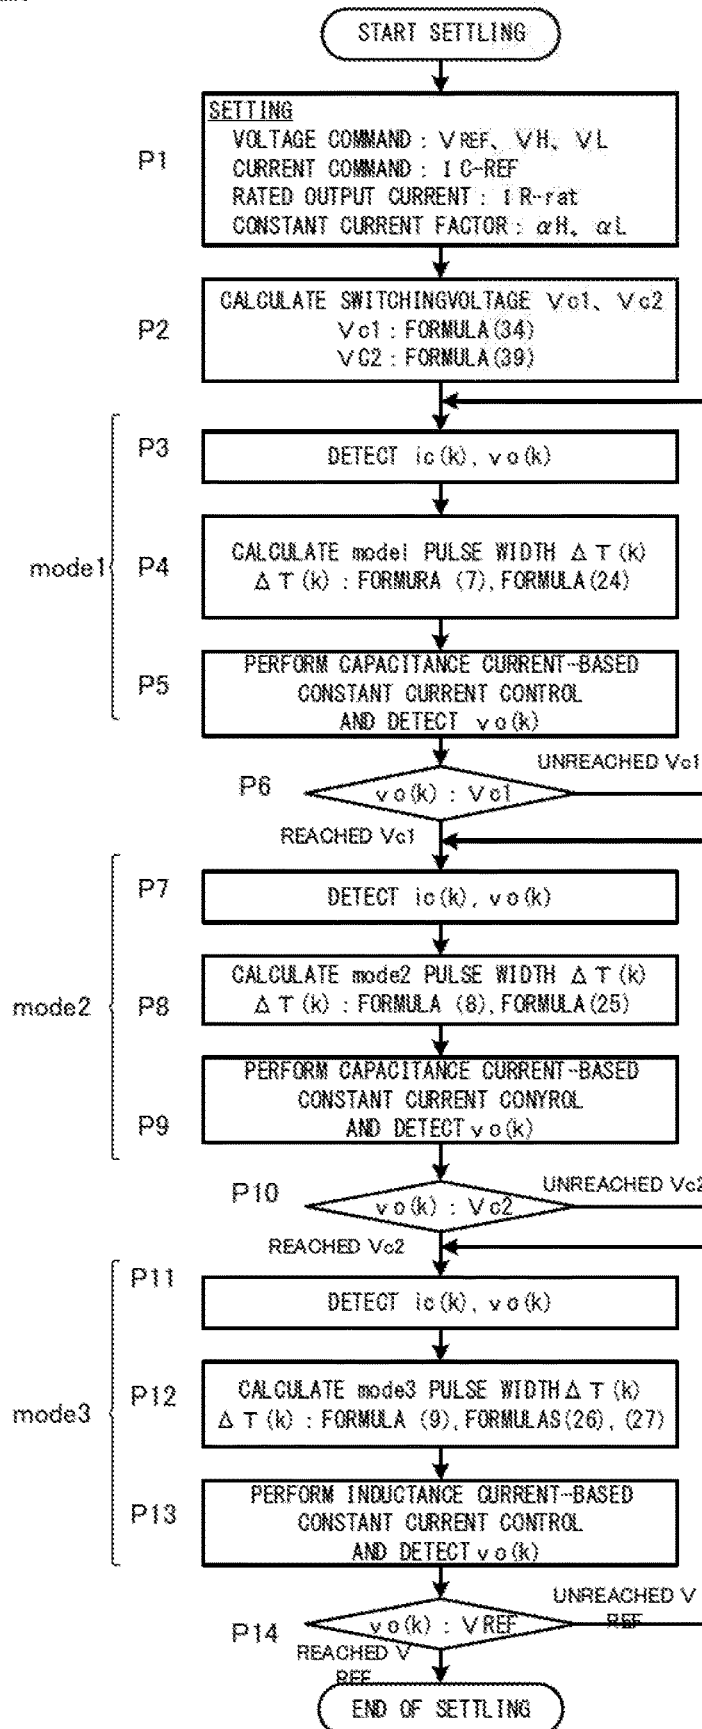 START SETTLING
P1
SETTING
VOLTAGE COMMAND : VREF、VH、VL
CURRENT COMMAND : I C-REF
RATED OUTPUT CURRENT : I R-rat
CONSTANT CURRENT FACTOR : αH、αL
P2
CALCULATE SWITCHINGVOLTAGE Vc1、Vc2
Vc1 : FORMULA(34)
VC2 : FORMULA(39)
mode1
P3
DETECT ic(k), vo(k)
P4
CALCULATE mode1 PULSE WIDTH ΔT(k)
ΔT(k) : FORMURA (7), FORMULA(24)
P5
PERFORM CAPACITANCE CURRENT-BASED
CONSTANT CURRENT CONTROL
AND DETECT vo(k)
P6
vo(k) : Vc1
UNREACHED Vc1
REACHED Vc1
mode2
P7
DETECT ic(k), vo(k)
P8
CALCULATE mode2 PULSE WIDTH ΔT(k)
ΔT(k) : FORMULA (8), FORMULA(25)
P9
PERFORM CAPACITANCE CURRENT-BASED
CONSTANT CURRENT CONYROL
AND DETECT vo(k)
P10
vo(k) : Vc2
UNREACHED Vc2
REACHED Vc2
mode3
P11
DETECT ic(k), vo(k)
P12
CALCULATE mode3 PULSE WIDTH ΔT(k)
ΔT(k) : FORMULA (9), FORMULAS(26), (27)
P13
PERFORM INDUCTANCE CURRENT-BASED
CONSTANT CURRENT CONTROL
AND DETECT vo(k)
P14
vo(k) : VREF
UNREACHED V
REF
REACHED V
REF
END OF SETTLING